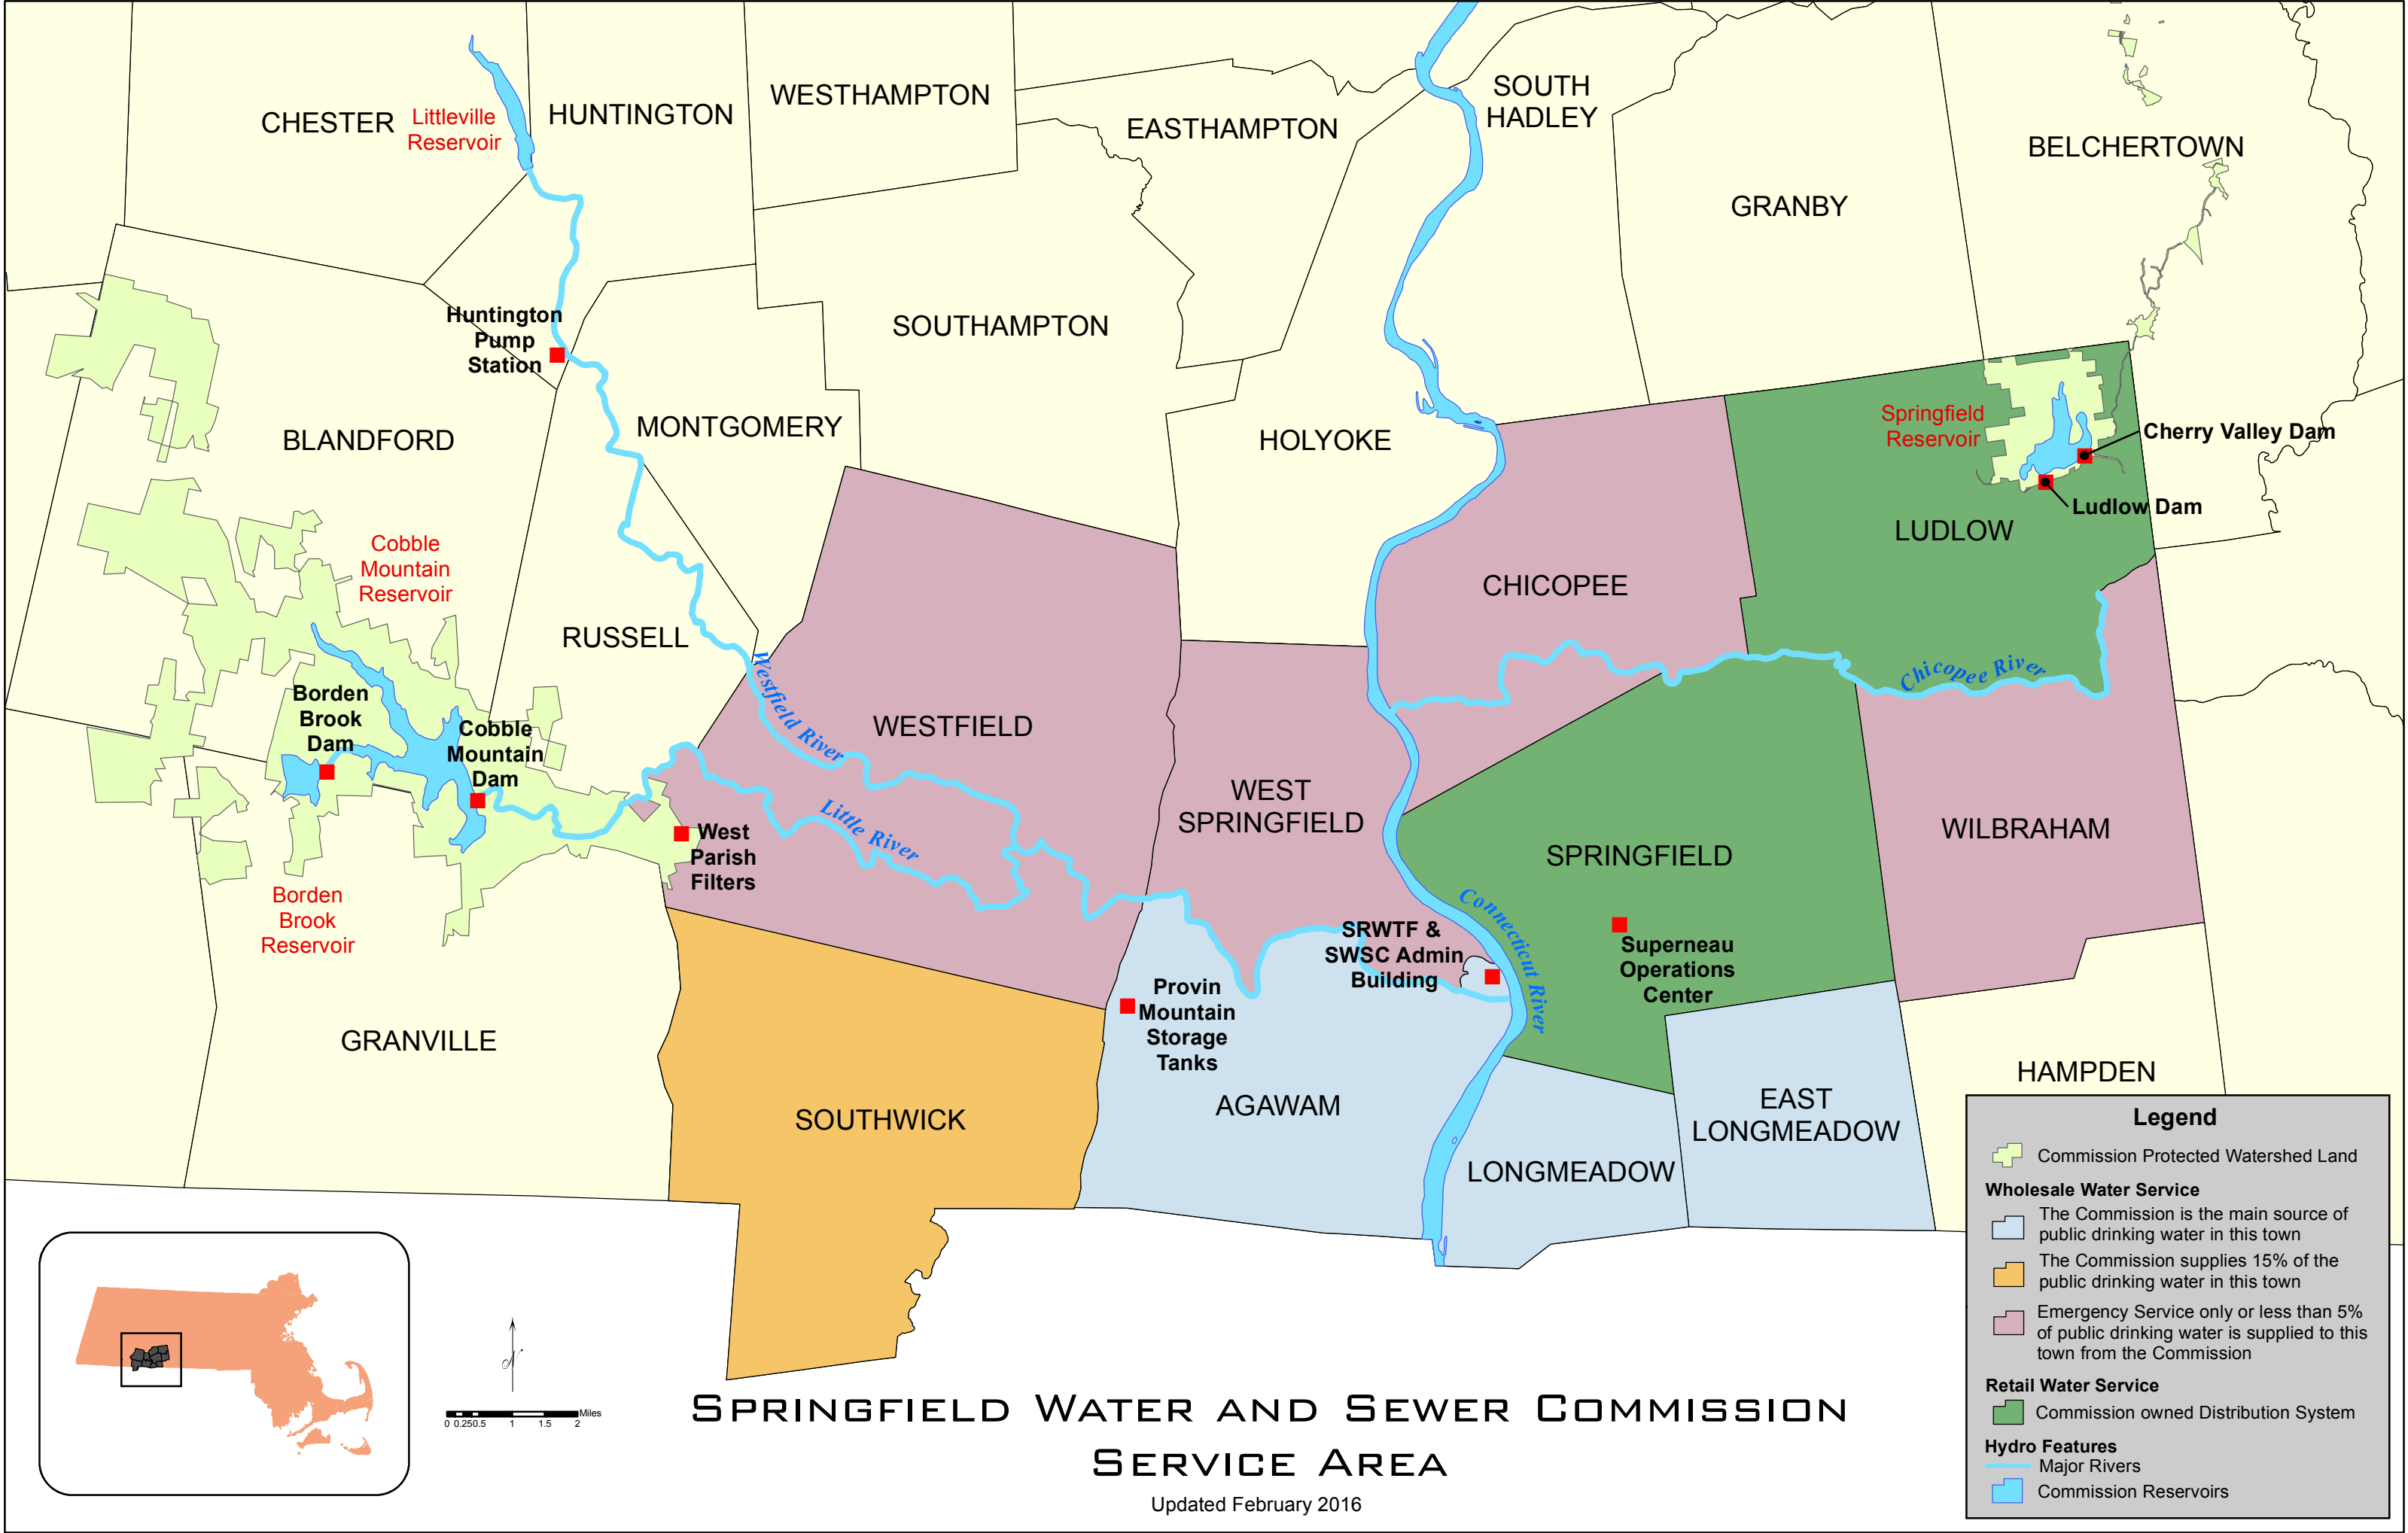 CHESTER
Littleville
Reservoir
HUNTINGTON
WESTHAMPTON
EASTHAMPTON
SOUTH
HADLEY
GRANBY
BELCHERTOWN
Huntington
Pump
Station
SOUTHAMPTON
BLANDFORD
MONTGOMERY
HOLYOKE
Springfield
Reservoir
Cherry Valley Dam
Ludlow Dam
LUDLOW
Cobble
Mountain
Reservoir
CHICOPEE
RUSSELL
Westfield River
Chicopee River
Borden
Brook
Dam
Cobble
Mountain
Dam
WESTFIELD
WEST
SPRINGFIELD
Little River
West
Parish
Filters
SPRINGFIELD
WILBRAHAM
Borden
Brook
Reservoir
Connecticut River
SRWTF &
SWSC Admin
Building
Superneau
Operations
Center
Provin
Mountain
Storage
Tanks
GRANVILLE
SOUTHWICK
AGAWAM
LONGMEADOW
EAST
LONGMEADOW
HAMPDEN
Legend
Commission Protected Watershed Land
Wholesale Water Service
The Commission is the main source of
public drinking water in this town
The Commission supplies 15% of the
public drinking water in this town
Emergency Service only or less than 5%
of public drinking water is supplied to this
town from the Commission
Retail Water Service
Commission owned Distribution System
Hydro Features
Major Rivers
Commission Reservoirs
N
Miles
0 0.25 0.5 1 1.5 2
SPRINGFIELD WATER AND SEWER COMMISSION
SERVICE AREA
Updated February 2016